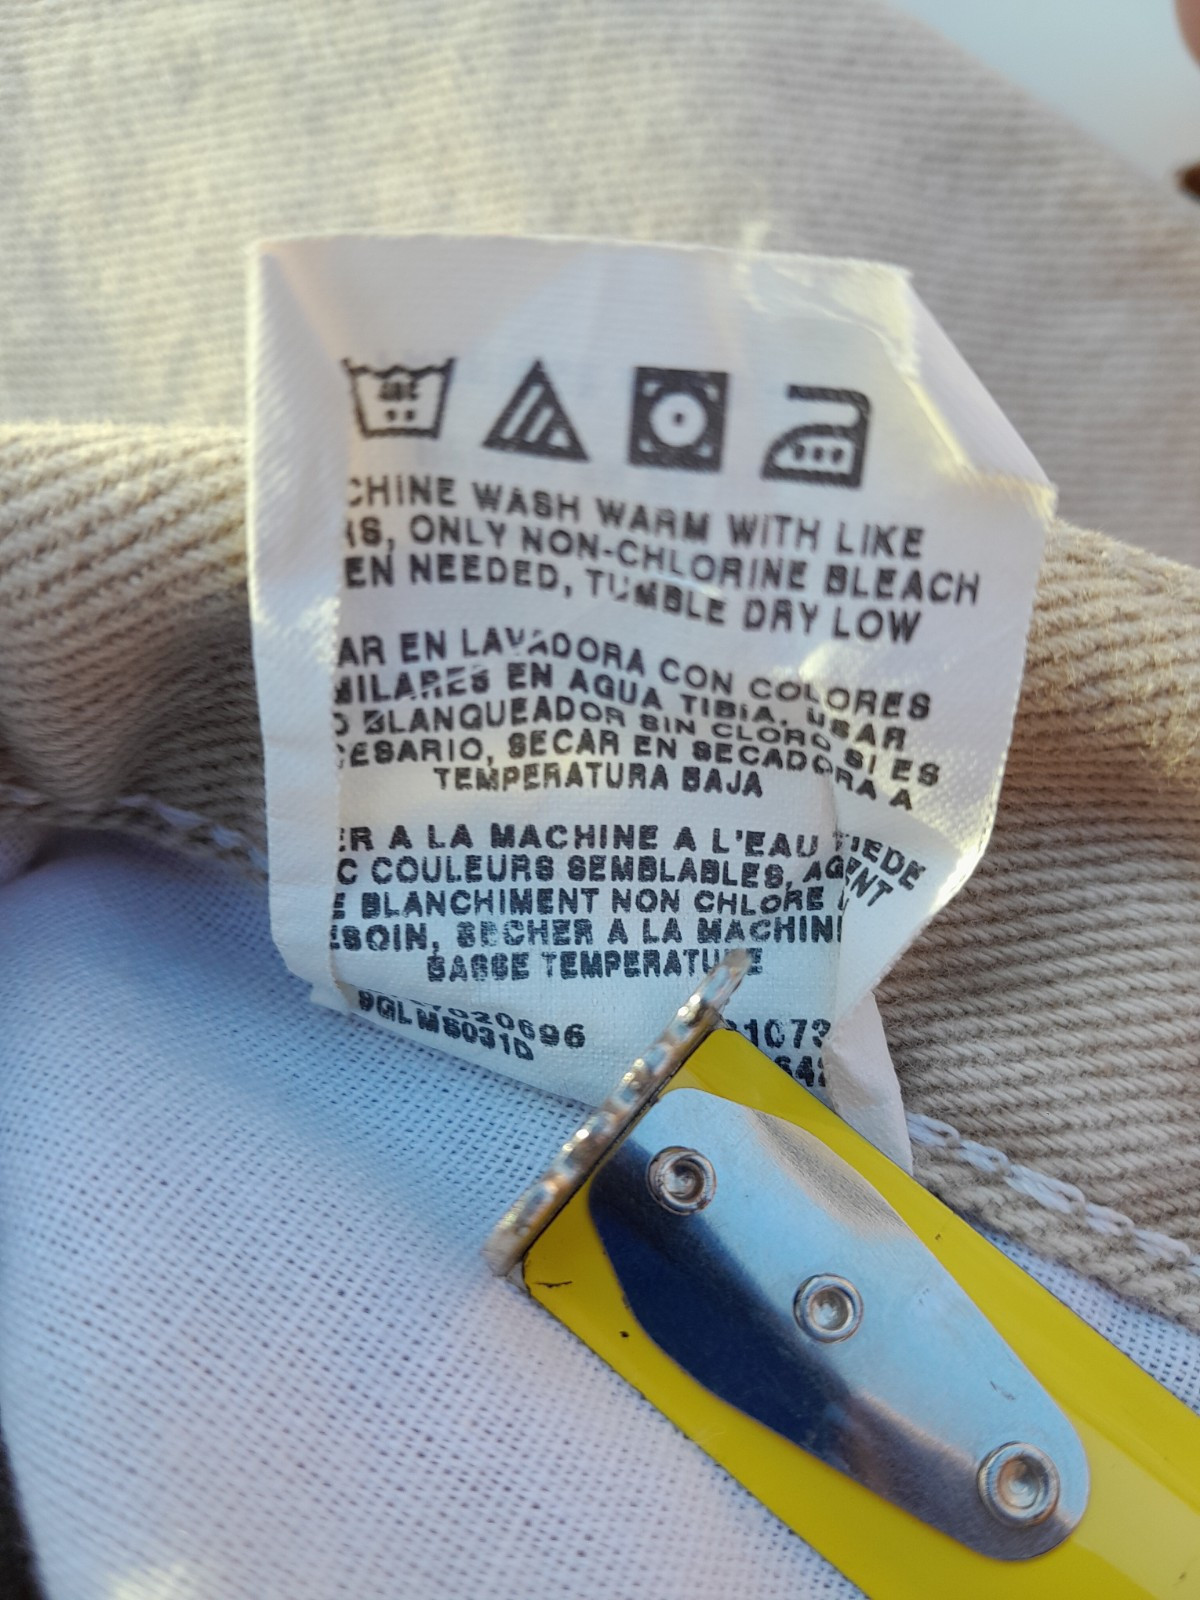 40C
CHINE WASH WARM WITH LIKE
RS, ONLY NON-CHLORINE BLEACH
EN NEEDED, TUMBLE DRY LOW
AR EN LAVADORA CON COLORES
MILARES EN AGUA TIBIA. USAR
O BLANQUEADOR SIN CLORO SI ES
CESARIO, SECAR EN SECADORA A
TEMPERATURA BAJA
ER A LA MACHINE A L'EAU TIEDE
C COULEURS SEMBLABLES, AGENT
E BLANCHIMENT NON CHLORE
ESOIN, SECHER A LA MACHINE
BASSE TEMPERATURE